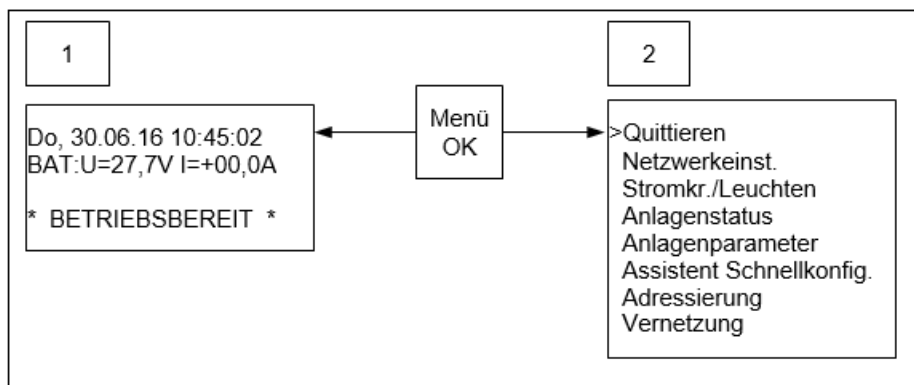 1
Do, 30.06.16 10:45:02
BAT:U=27,7V I=+00,0A
* BETRIEBSBEREIT *
Menü
OK
2
>Quittieren
Netzwerkeinst.
Stromkr./Leuchten
Anlagenstatus
Anlagenparameter
Assistent Schnellkonfig.
Adressierung
Vernetzung